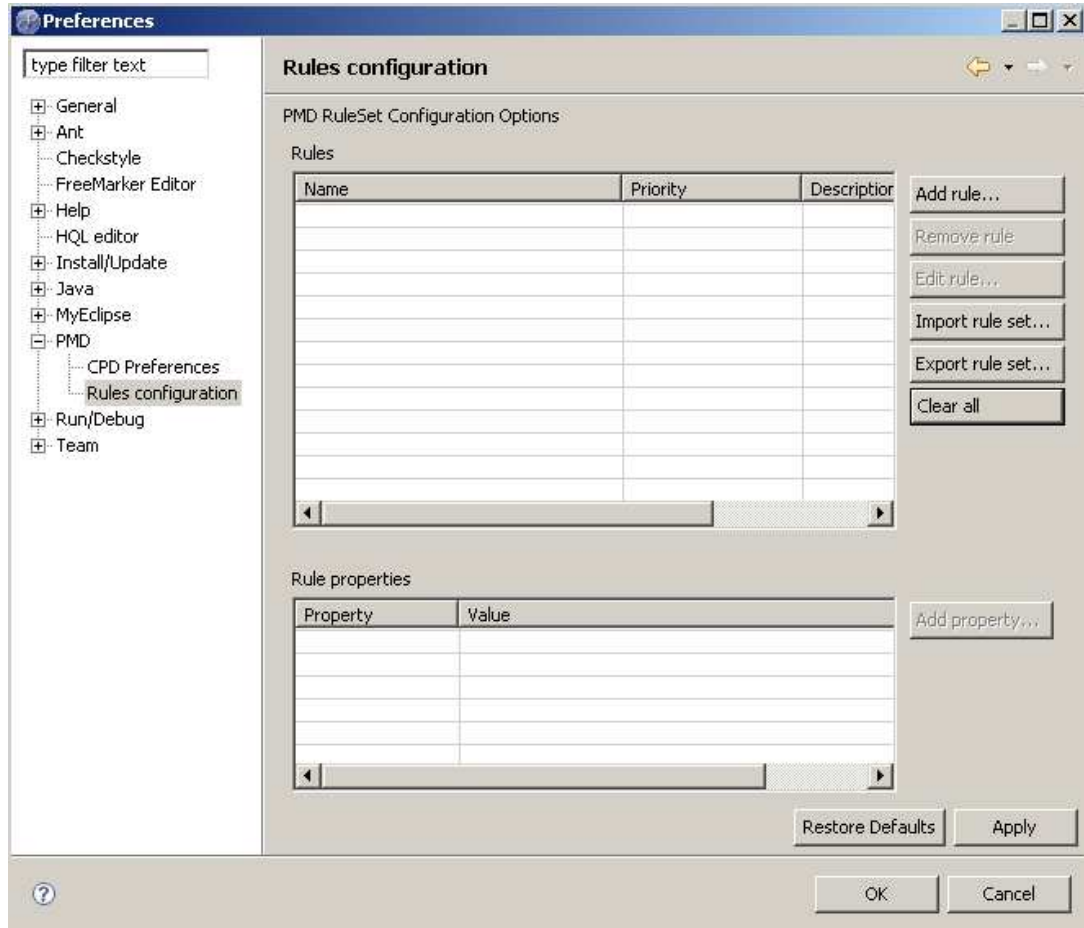 Preferences
type filter text
General
Ant
Checkstyle
FreeMarker Editor
Help
HQL editor
Install/Update
Java
MyEclipse
PMD
CPD Preferences
Rules configuration
Run/Debug
Team
Rules configuration
PMD RuleSet Configuration Options
Rules
Name Priority Description
Add rule...
Remove rule
Edit rule...
Import rule set...
Export rule set...
Clear all
Rule properties
Property Value
Add property...
Restore Defaults Apply
OK Cancel